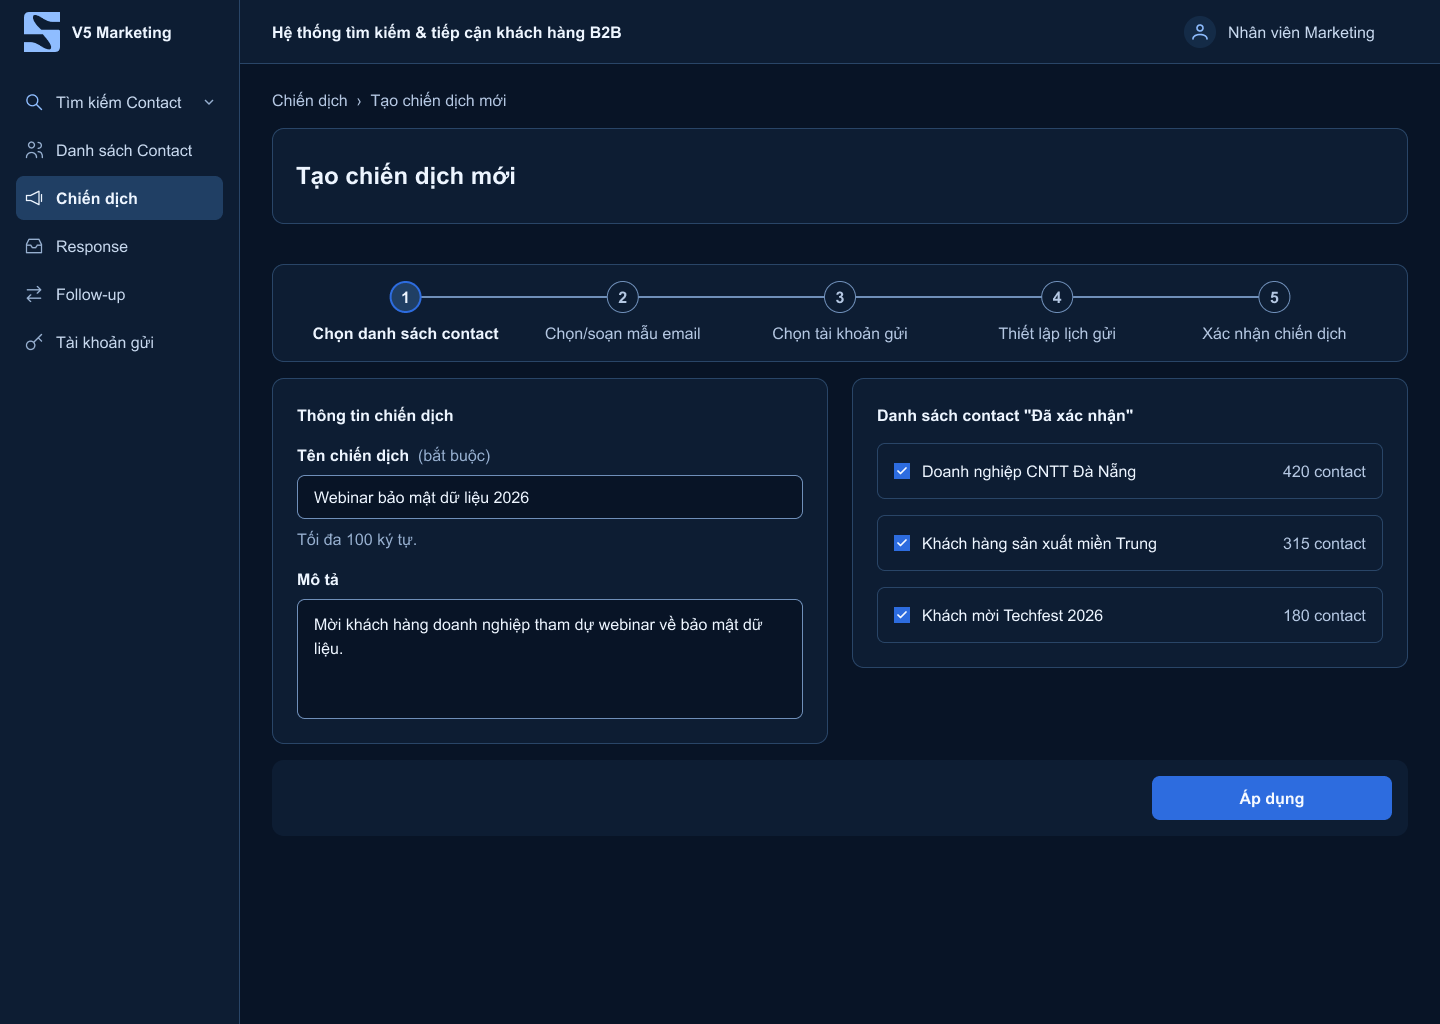 V5 Marketing
Hệ thống tìm kiếm & tiếp cận khách hàng B2B
Nhân viên Marketing
Tìm kiếm Contact
Danh sách Contact
Chiến dịch
Response
Follow-up
Tài khoản gửi
Chiến dịch › Tạo chiến dịch mới
Tạo chiến dịch mới
1
2
3
4
5
Chọn danh sách contact
Chọn/soạn mẫu email
Chọn tài khoản gửi
Thiết lập lịch gửi
Xác nhận chiến dịch
Thông tin chiến dịch
Tên chiến dịch (bắt buộc)
Webinar bảo mật dữ liệu 2026
Tối đa 100 ký tự.
Mô tả
Mời khách hàng doanh nghiệp tham dự webinar về bảo mật dữ
liệu.
Danh sách contact "Đã xác nhận"
Doanh nghiệp CNTT Đà Nẵng 420 contact
Khách hàng sản xuất miền Trung 315 contact
Khách mời Techfest 2026 180 contact
Áp dụng